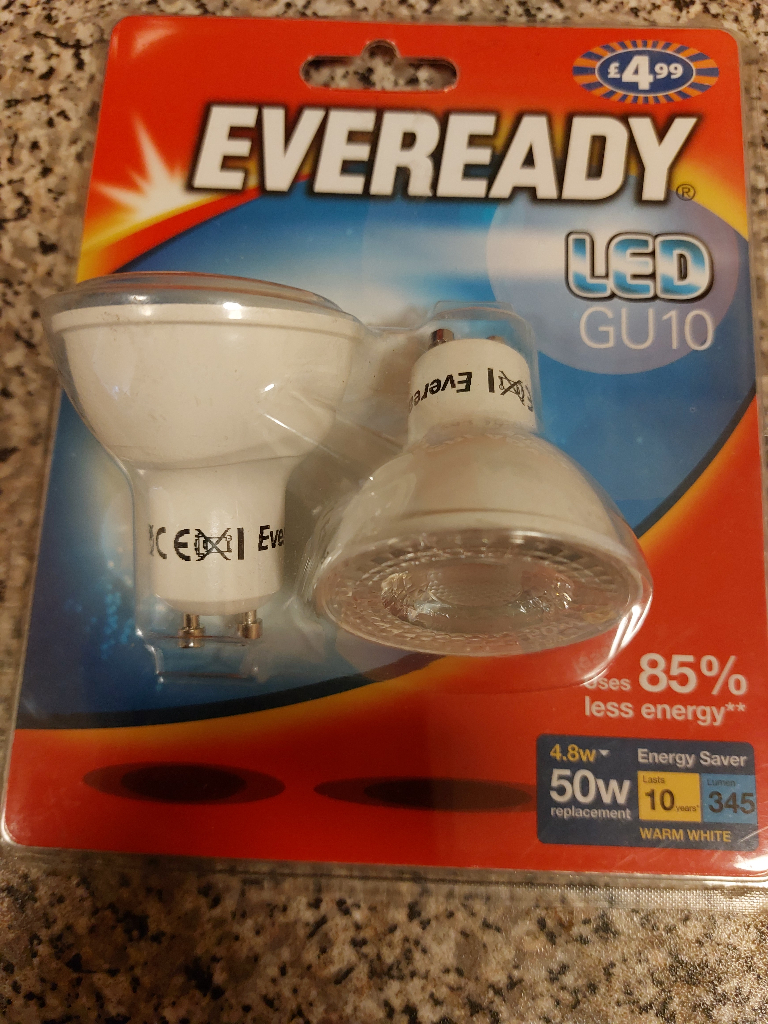 £4.99
EVEREADY®
LED
GU10
Evere
CE Eve
Uses 85%
less energy**
4.8w
50w
replacement
Energy Saver
Lasts
10 years*
Lumen
345
WARM WHITE